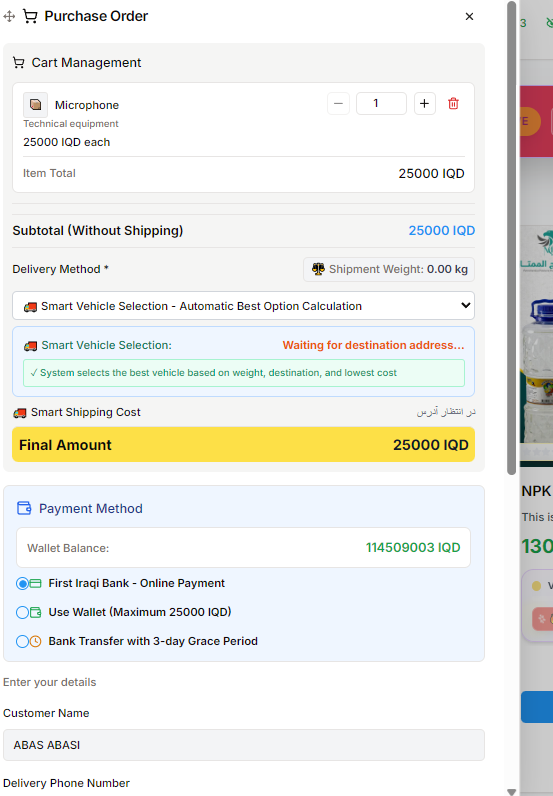 Purchase Order
Cart Management
Microphone
1
Technical equipment
25000 IQD each
Item Total
25000 IQD
Subtotal (Without Shipping)
25000 IQD
Delivery Method *
Shipment Weight: 0.00 kg
Smart Vehicle Selection - Automatic Best Option Calculation
Smart Vehicle Selection:
Waiting for destination address...
✓ System selects the best vehicle based on weight, destination, and lowest cost
Smart Shipping Cost
در انتظار آدرس
Final Amount
25000 IQD
Payment Method
Wallet Balance:
114509003 IQD
First Iraqi Bank - Online Payment
Use Wallet (Maximum 25000 IQD)
Bank Transfer with 3-day Grace Period
Enter your details
Customer Name
ABAS ABASI
Delivery Phone Number
3
NPK
This is
130